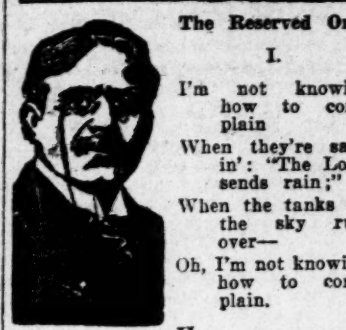 The Reserved
I.
I'm not
how to
plain
When they're
in': "The
sends rain;"
When the tanks
the sky
over—
Oh, I'm not
how to
plain.